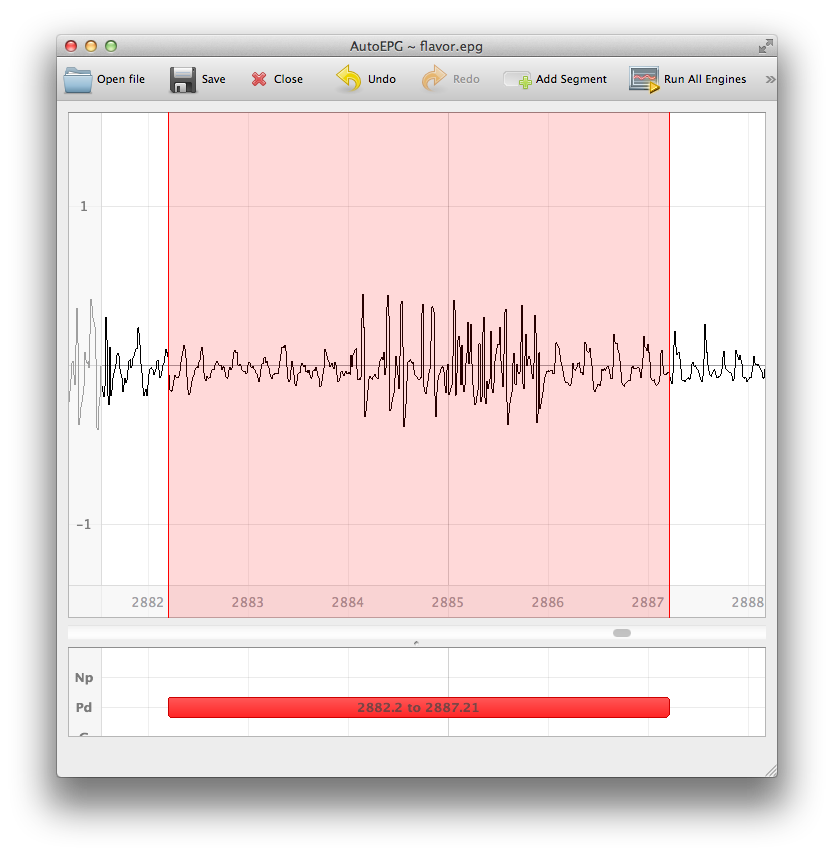 AutoEPG ~ flavor.epg
Open file Save Close Undo Redo Add Segment Run All Engines »
1
-1
2882 2883 2884 2885 2886 2887 2888
Np
Pd 2882.2 to 2887.21